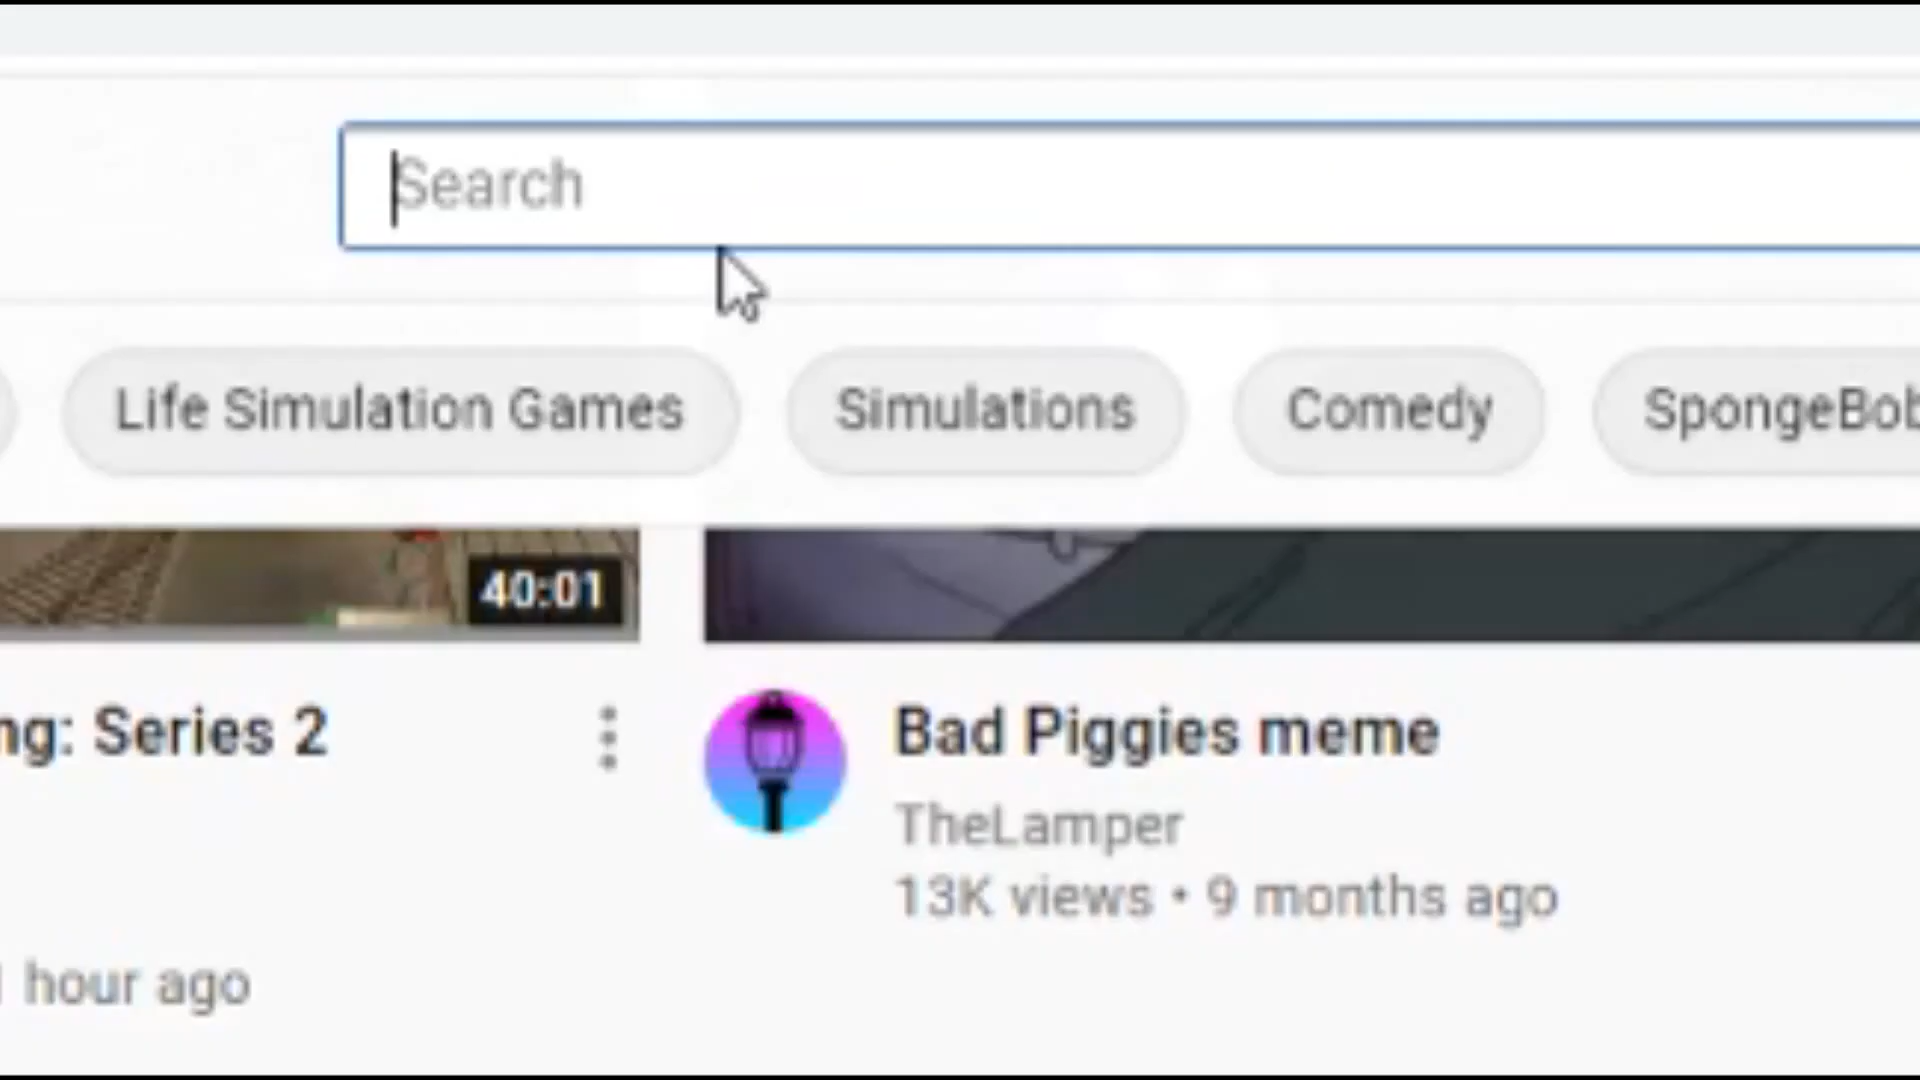 Search
Life Simulation Games
Simulations
Comedy
SpongeBob
40:01
ng: Series 2
Bad Piggies meme
TheLamper
13K views • 9 months ago
hour ago